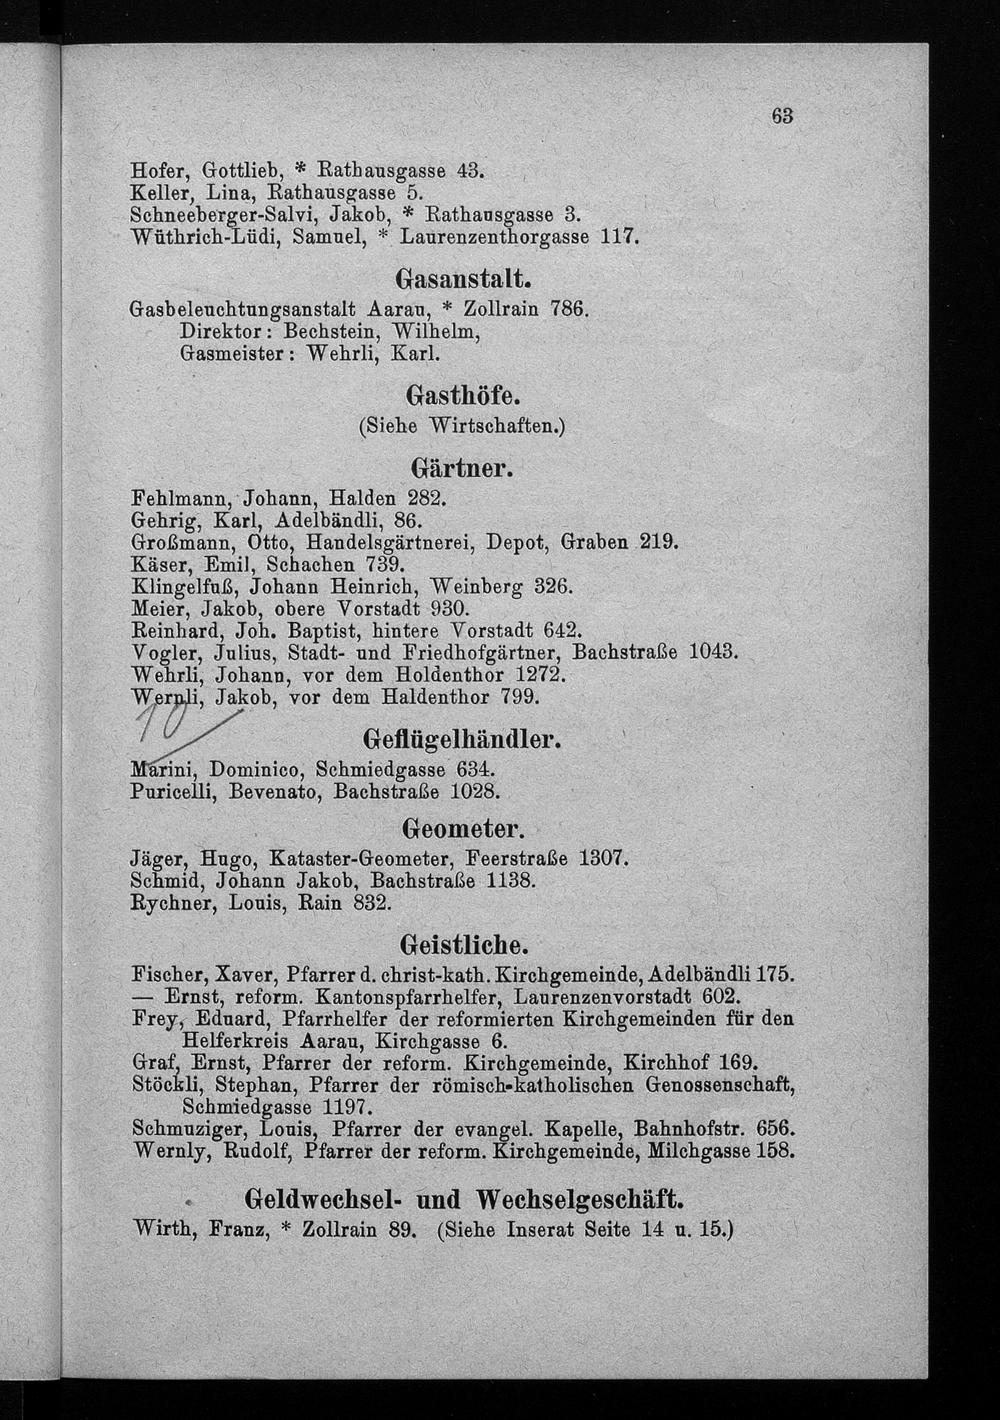 63
Hofer, Gottlieb, * Rathausgasse 43.
Keller, Lina, Rathausgasse 5.
Schneeberger-Salvi, Jakob, * Rathausgasse 3.
Wüthrich-Lüdi, Samuel, * Laurenzenthorgasse 117.
Gasanstalt.
Gasbeleuchtungsanstalt Aarau, * Zollrain 786.
Direktor: Bechstein, Wilhelm,
Gasmeister: Wehrli, Karl.
Gasthöfe.
(Siehe Wirtschaften.)
Gärtner.
Fehlmann, Johann, Halden 282.
Gehrig, Karl, Adelbändli, 86.
Großmann, Otto, Handelsgärtnerei, Depot, Graben 219.
Käser, Emil, Schachen 739.
Klingelfuß, Johann Heinrich, Weinberg 326.
Meier, Jakob, obere Vorstadt 930.
Reinhard, Joh. Baptist, hintere Vorstadt 642.
Vogler, Julius, Stadt- und Friedhofgärtner, Bachstraße 1043.
Wehrli, Johann, vor dem Holdenthor 1272.
Wernli, Jakob, vor dem Haldenthor 799.
10
Geflügelhändler.
Marini, Dominico, Schmiedgasse 634.
Puricelli, Bevenato, Bachstraße 1028.
Geometer.
Jäger, Hugo, Kataster-Geometer, Feerstraße 1307.
Schmid, Johann Jakob, Bachstraße 1138.
Rychner, Louis, Rain 832.
Geistliche.
Fischer, Xaver, Pfarrer d. christ-kath. Kirchgemeinde, Adelbändli 175.
— Ernst, reform. Kantonspfarrhelfer, Laurenzenvorstadt 602.
Frey, Eduard, Pfarrhelfer der reformierten Kirchgemeinden für den
Helferkreis Aarau, Kirchgasse 6.
Graf, Ernst, Pfarrer der reform. Kirchgemeinde, Kirchhof 169.
Stöckli, Stephan, Pfarrer der römisch-katholischen Genossenschaft,
Schmiedgasse 1197.
Schmuziger, Louis, Pfarrer der evangel. Kapelle, Bahnhofstr. 656.
Wernly, Rudolf, Pfarrer der reform. Kirchgemeinde, Milchgasse 158.
Geldwechsel- und Wechselgeschäft.
Wirth, Franz, * Zollrain 89. (Siehe Inserat Seite 14 u. 15.)